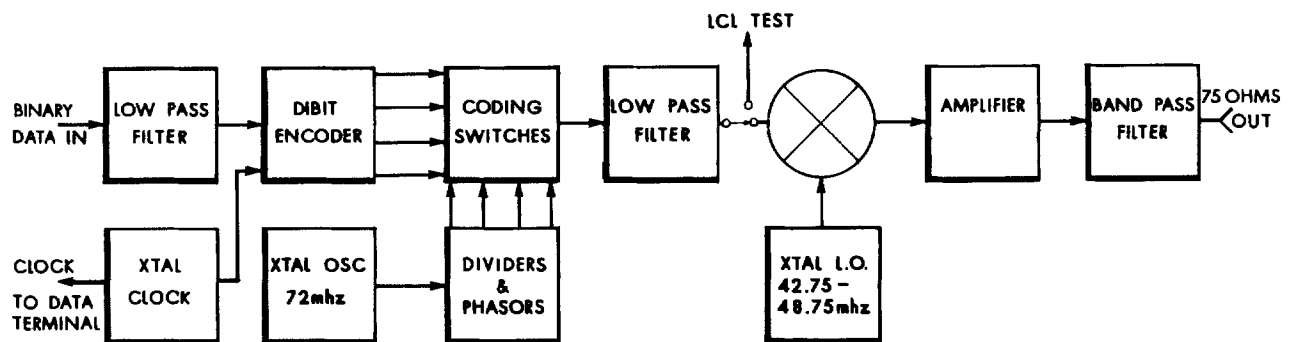 LCL TEST
BINARY
DATA IN
LOW PASS
FILTER
DIBIT
ENCODER
CODING
SWITCHES
LOW PASS
FILTER
AMPLIFIER
BAND PASS
FILTER
75 OHMS
OUT
CLOCK
TO DATA
TERMINAL
XTAL
CLOCK
XTAL OSC
72mhz
DIVIDERS
&
PHASORS
XTAL L.O.
42.75 –
48.75mhz